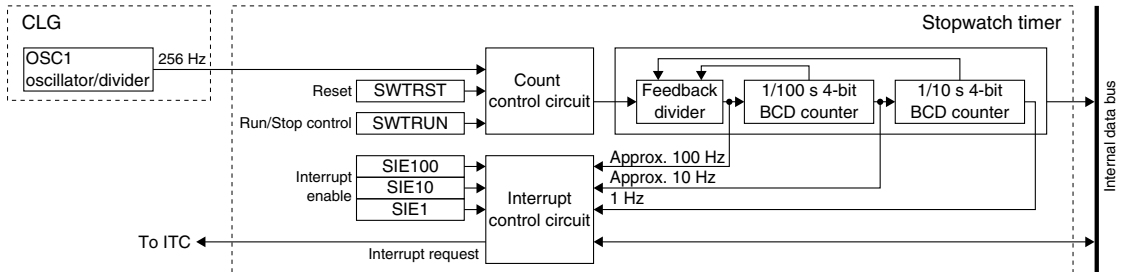 CLG
Stopwatch timer
OSC1
oscillator/divider
256 Hz
Reset
SWTRST
Run/Stop control
SWTRUN
Count
control circuit
Feedback
divider
1/100 s 4-bit
BCD counter
1/10 s 4-bit
BCD counter
Internal data bus
Interrupt
enable
SIE100
SIE10
SIE1
Interrupt
control circuit
Approx. 100 Hz
Approx. 10 Hz
1 Hz
To ITC
Interrupt request